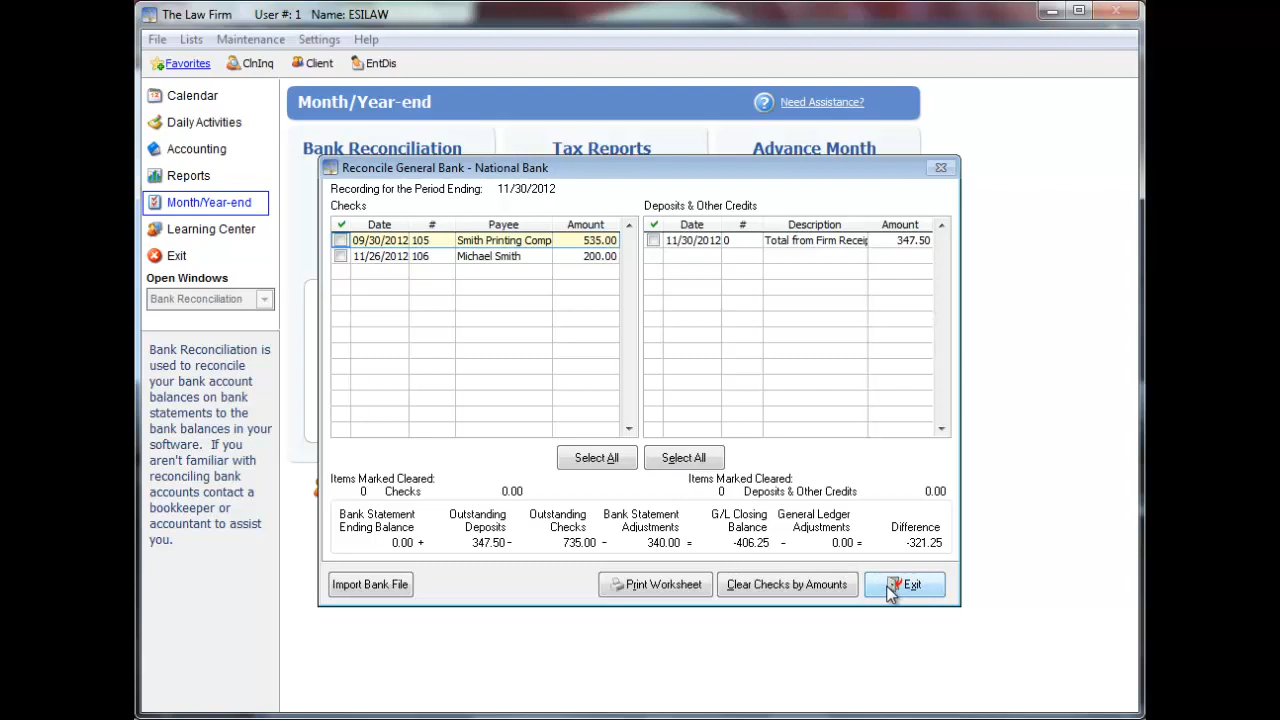 The Law Firm User #: 1 Name: ESILAW
File Lists Maintenance Settings Help
Favorites ClnInq Client EntDis
Calendar
Daily Activities
Accounting
Reports
Month/Year-end
Learning Center
Exit
Open Windows
Bank Reconciliation
Bank Reconciliation is
used to reconcile
your bank account
balances on bank
statements to the
bank balances in your
software. If you
aren't familiar with
reconciling bank
accounts contact a
bookkeeper or
accountant to assist
you.
Month/Year-end Need Assistance?
Bank Reconciliation Tax Reports Advance Month
Reconcile General Bank - National Bank
Recording for the Period Ending: 11/30/2012
Checks
Date # Payee Amount
09/30/2012 105 Smith Printing Comp 535.00
11/26/2012 106 Michael Smith 200.00
Select All
Deposits & Other Credits
Date # Description Amount
11/30/2012 0 Total from Firm Receip 347.50
Select All
Items Marked Cleared:
0 Checks 0.00
Items Marked Cleared:
0 Deposits & Other Credits 0.00
Bank Statement Outstanding Outstanding Bank Statement G/L Closing General Ledger
Ending Balance Deposits Checks Adjustments Balance Adjustments Difference
0.00 + 347.50 - 735.00 - 340.00 = -406.25 - 0.00 = -321.25
Import Bank File Print Worksheet Clear Checks by Amounts Exit